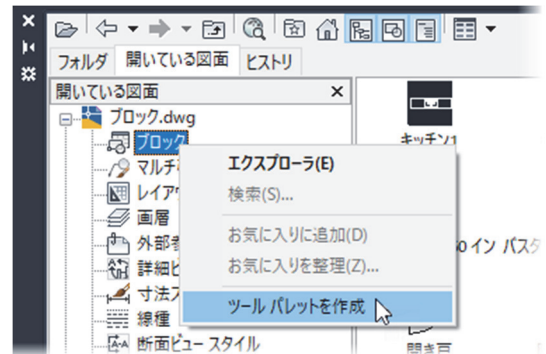 フォルダ 開いている図面 ヒストリ
開いている図面
ブロック.dwg
ブロック
マルチ
レイア
画層
外部参
詳細ビ
寸法ス
線種
断面ビュー スタイル
エクスプローラ(E)
検索(S)...
お気に入りに追加(D)
お気に入りを整理(Z)...
ツール パレットを作成
キッチン1
60 イン バスタ
開き戸